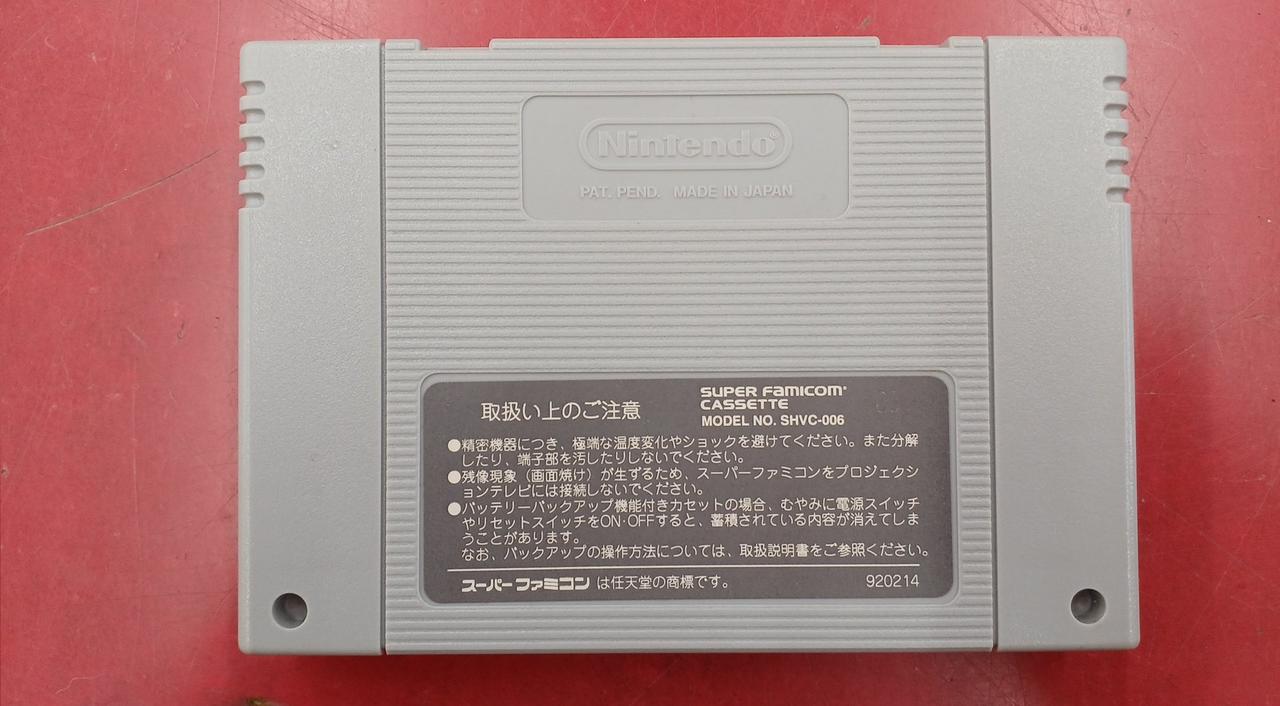 Nintendo®
PAT. PEND. MADE IN JAPAN
取扱い上のご注意
SUPER FAMICOM®
CASSETTE
MODEL NO. SHVC-006
●精密機器につき、極端な温度変化やショックを避けてください。また分解
したり、端子部を汚したりしないでください。
●残像現象（画面焼け）が生ずるため、スーパーファミコンをプロジェクシ
ョンテレビには接続しないでください。
●バッテリーバックアップ機能付きカセットの場合、むやみに電源スイッチ
やリセットスイッチをON·OFFすると、蓄積されている内容が消えてしま
うことがあります。
なお、バックアップの操作方法については、取扱説明書をご参照ください。
スーパーファミコン は任天堂の商標です。
920214